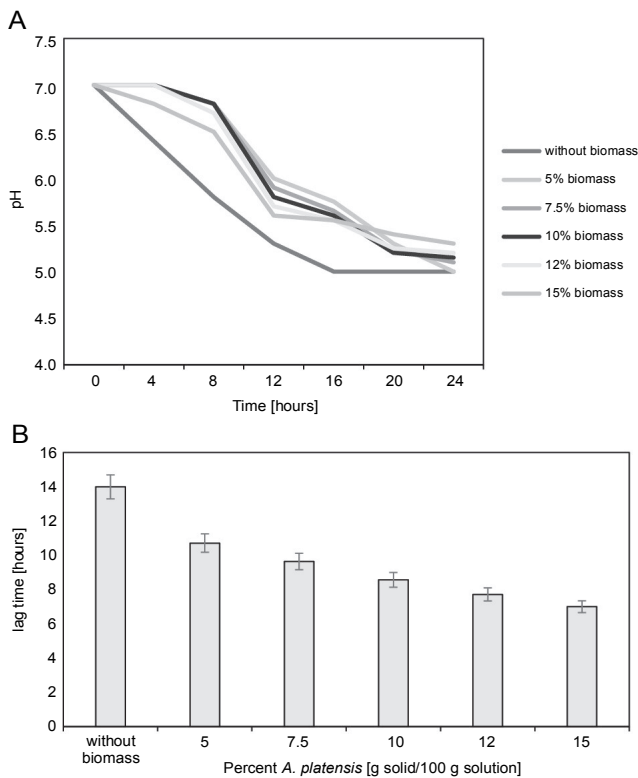 A
7.5
7.0
6.5
6.0
5.5
5.0
4.5
4.0
pH
0 4 8 12 16 20 24
Time [hours]
without biomass
5% biomass
7.5% biomass
10% biomass
12% biomass
15% biomass
B
16
14
12
10
8
6
4
2
0
lag time [hours]
without biomass 5 7.5 10 12 15
Percent A. platensis [g solid/100 g solution]